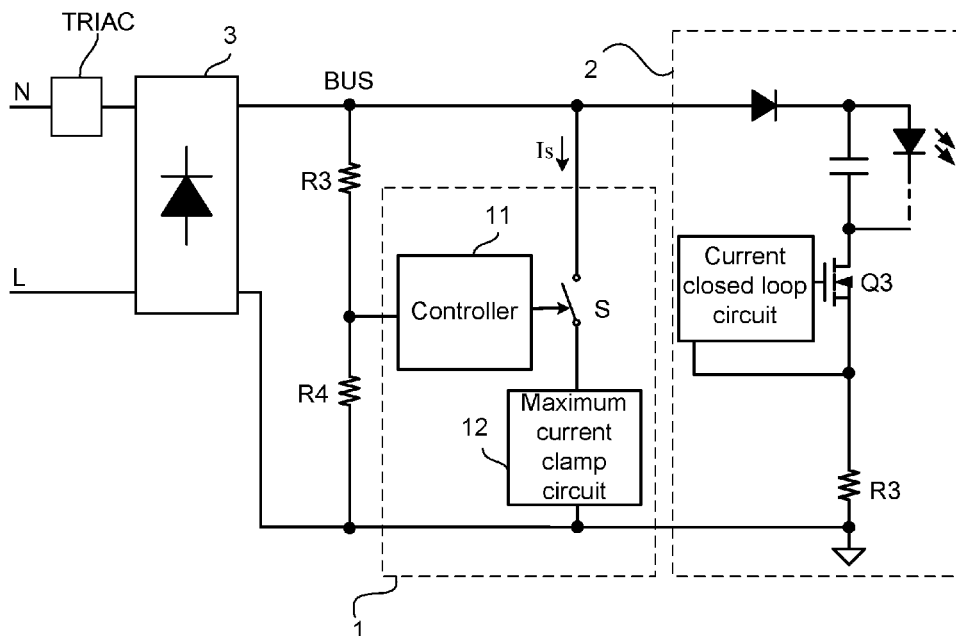 TRIAC
3
2
N
BUS
Is
R3
11
L
Controller
S
Current
closed loop
circuit
Q3
R4
12
Maximum
current
clamp
circuit
R3
1